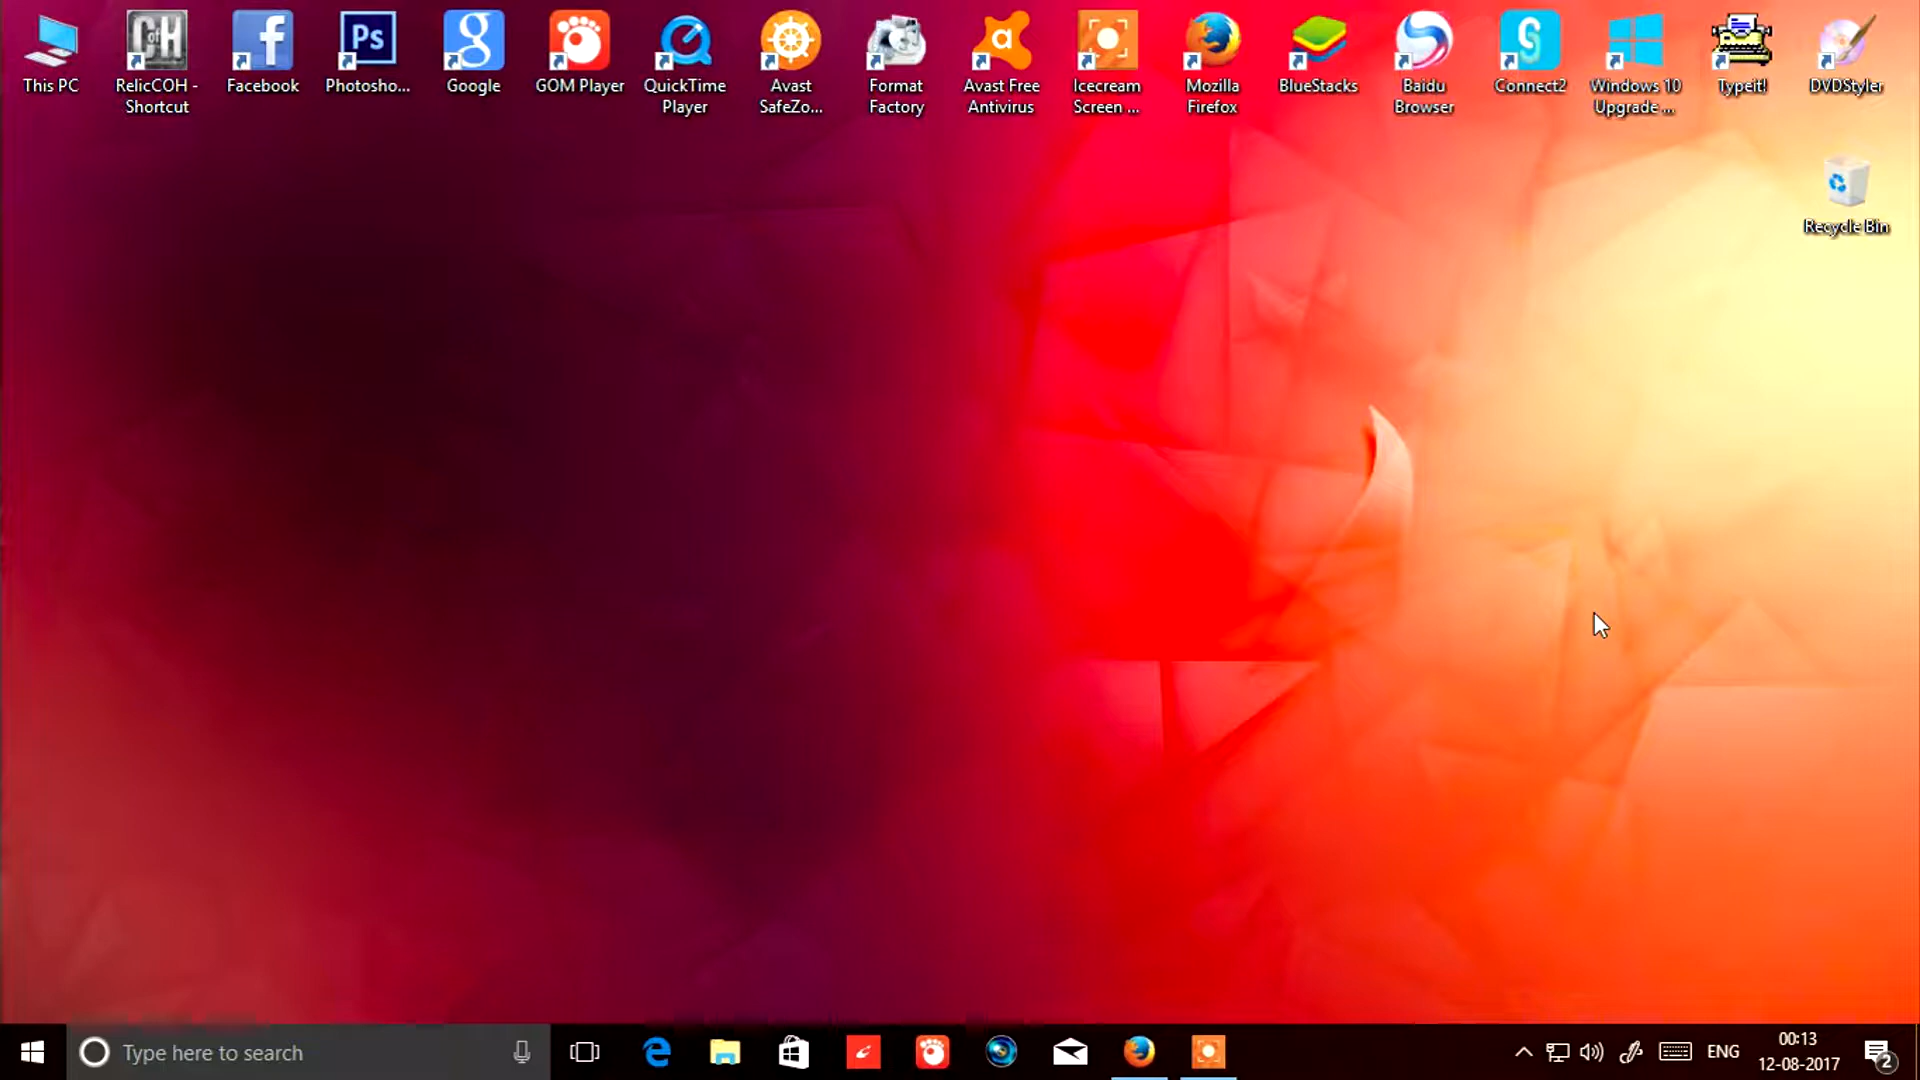 This PC
RelicCOH -
Shortcut
Facebook
Photosho...
Google
GOM Player
QuickTime
Player
Avast
SafeZo...
Format
Factory
Avast Free
Antivirus
Icecream
Screen ...
Mozilla
Firefox
BlueStacks
Baidu
Browser
Connect2
Windows 10
Upgrade ...
Typeit!
DVDStyler
Ps
Recycle Bin
Type here to search
ENG
00:13
12-08-2017
2